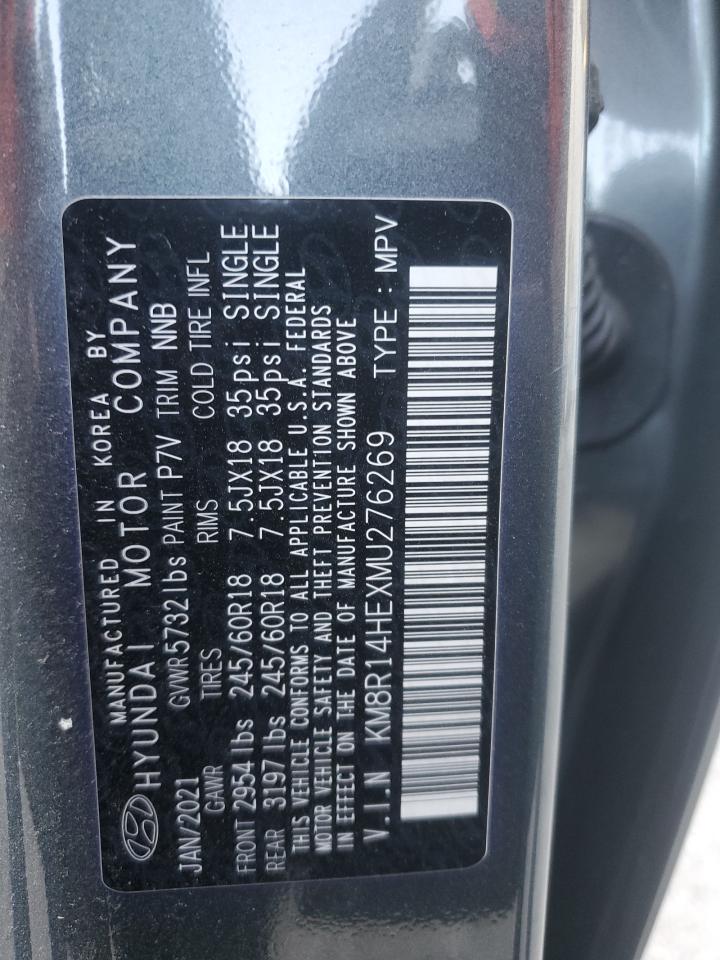 MANUFACTURED IN KOREA BY
HYUNDAI MOTOR COMPANY
GVWR5732lbs PAINT P7V TRIM NNB
JAN/2021 TIRES RIMS COLD TIRE INFL
GAWR
FRONT 2954lbs 245/60R18 7.5JX18 35psi SINGLE
REAR 3197lbs 245/60R18 7.5JX18 35psi SINGLE
THIS VEHICLE CONFORMS TO ALL APPLICABLE U.S.A. FEDERAL
MOTOR VEHICLE SAFETY AND THEFT PREVENTION STANDARDS
IN EFFECT ON THE DATE OF MANUFACTURE SHOWN ABOVE
V.I.N KM8R14HEXMU276269 TYPE : MPV